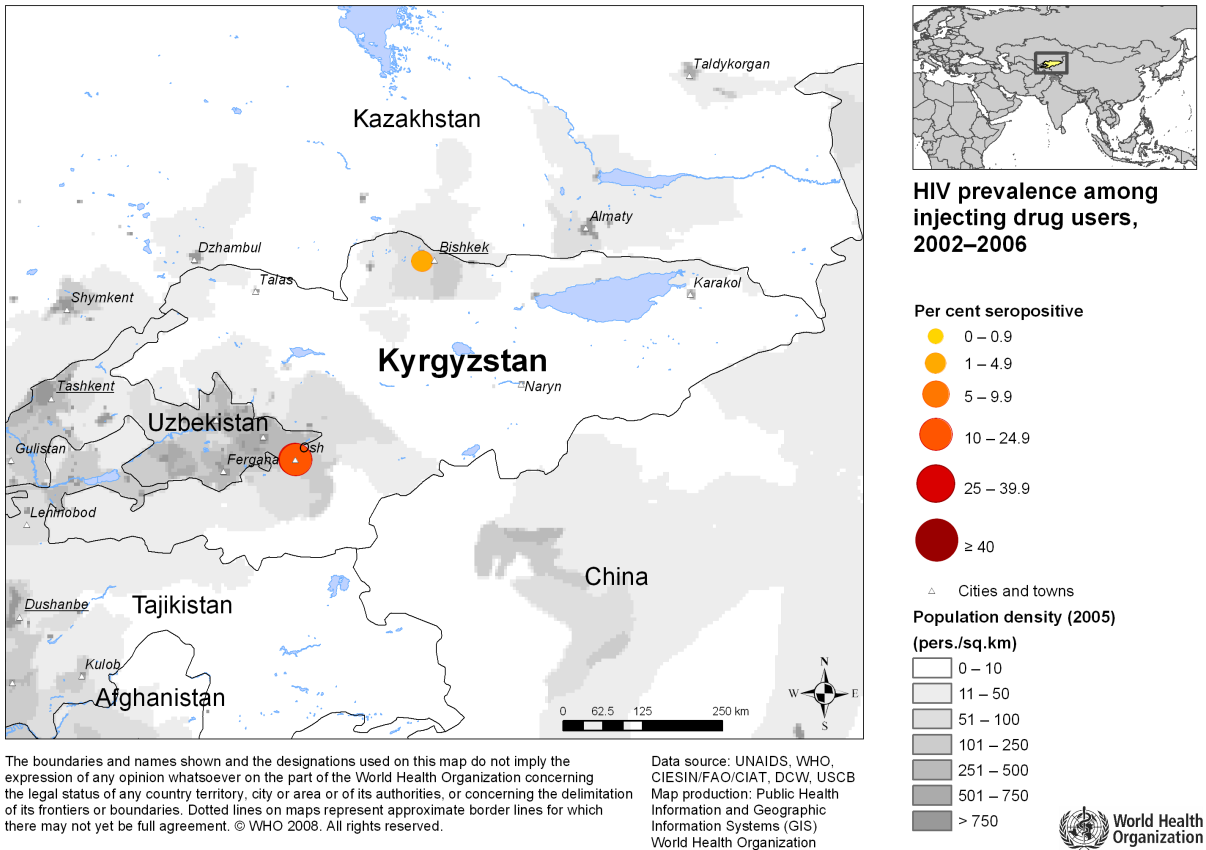 Kazakhstan
Taldykorgan
Almaty
Dzhambul
Bishkek
Talas
Karakol
Shymkent
Kyrgyzstan
Naryn
Tashkent
Uzbekistan
Gulistan
Fergana
Osh
Leninobod
China
Dushanbe
Tajikistan
Kulob
Afghanistan
N
W
E
S
0 62.5 125 250 km
HIV prevalence among
injecting drug users,
2002–2006
Per cent seropositive
0 – 0.9
1 – 4.9
5 – 9.9
10 – 24.9
25 – 39.9
≥ 40
Cities and towns
Population density (2005)
(pers./sq.km)
0 – 10
11 – 50
51 – 100
101 – 250
251 – 500
501 – 750
> 750
The boundaries and names shown and the designations used on this map do not imply the
expression of any opinion whatsoever on the part of the World Health Organization concerning
the legal status of any country territory, city or area or of its authorities, or concerning the delimitation
of its frontiers or boundaries. Dotted lines on maps represent approximate border lines for which
there may not yet be full agreement. © WHO 2008. All rights reserved.
Data source: UNAIDS, WHO,
CIESIN/FAO/CIAT, DCW, USCB
Map production: Public Health
Information and Geographic
Information Systems (GIS)
World Health Organization
World Health
Organization